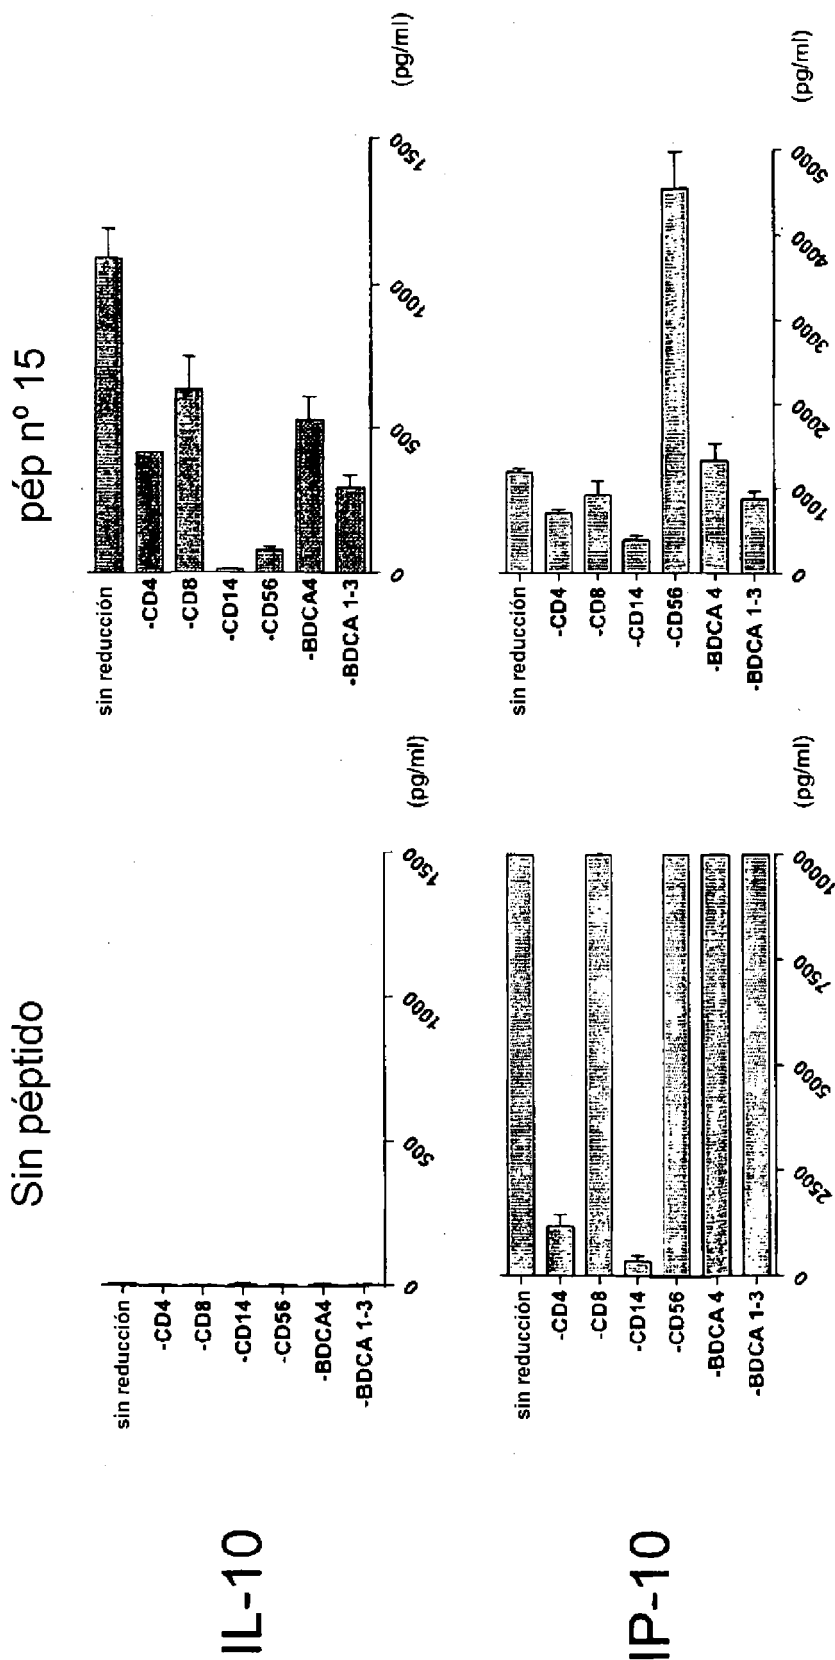 Sin péptido
pép nº 15
IL-10
sin reducción
-CD4
-CD8
-CD14
-CD56
-BDCA4
-BDCA 1-3
0
500
1000
1500
(pg/ml)
sin reducción
-CD4
-CD8
-CD14
-CD56
-BDCA4
-BDCA 1-3
0
500
1000
1500
(pg/ml)
IP-10
sin reducción
-CD4
-CD8
-CD14
-CD56
-BDCA 4
-BDCA 1-3
0
2500
5000
7500
10000
(pg/ml)
sin reducción
-CD4
-CD8
-CD14
-CD56
-BDCA 4
-BDCA 1-3
0
1000
2000
3000
4000
5000
(pg/ml)